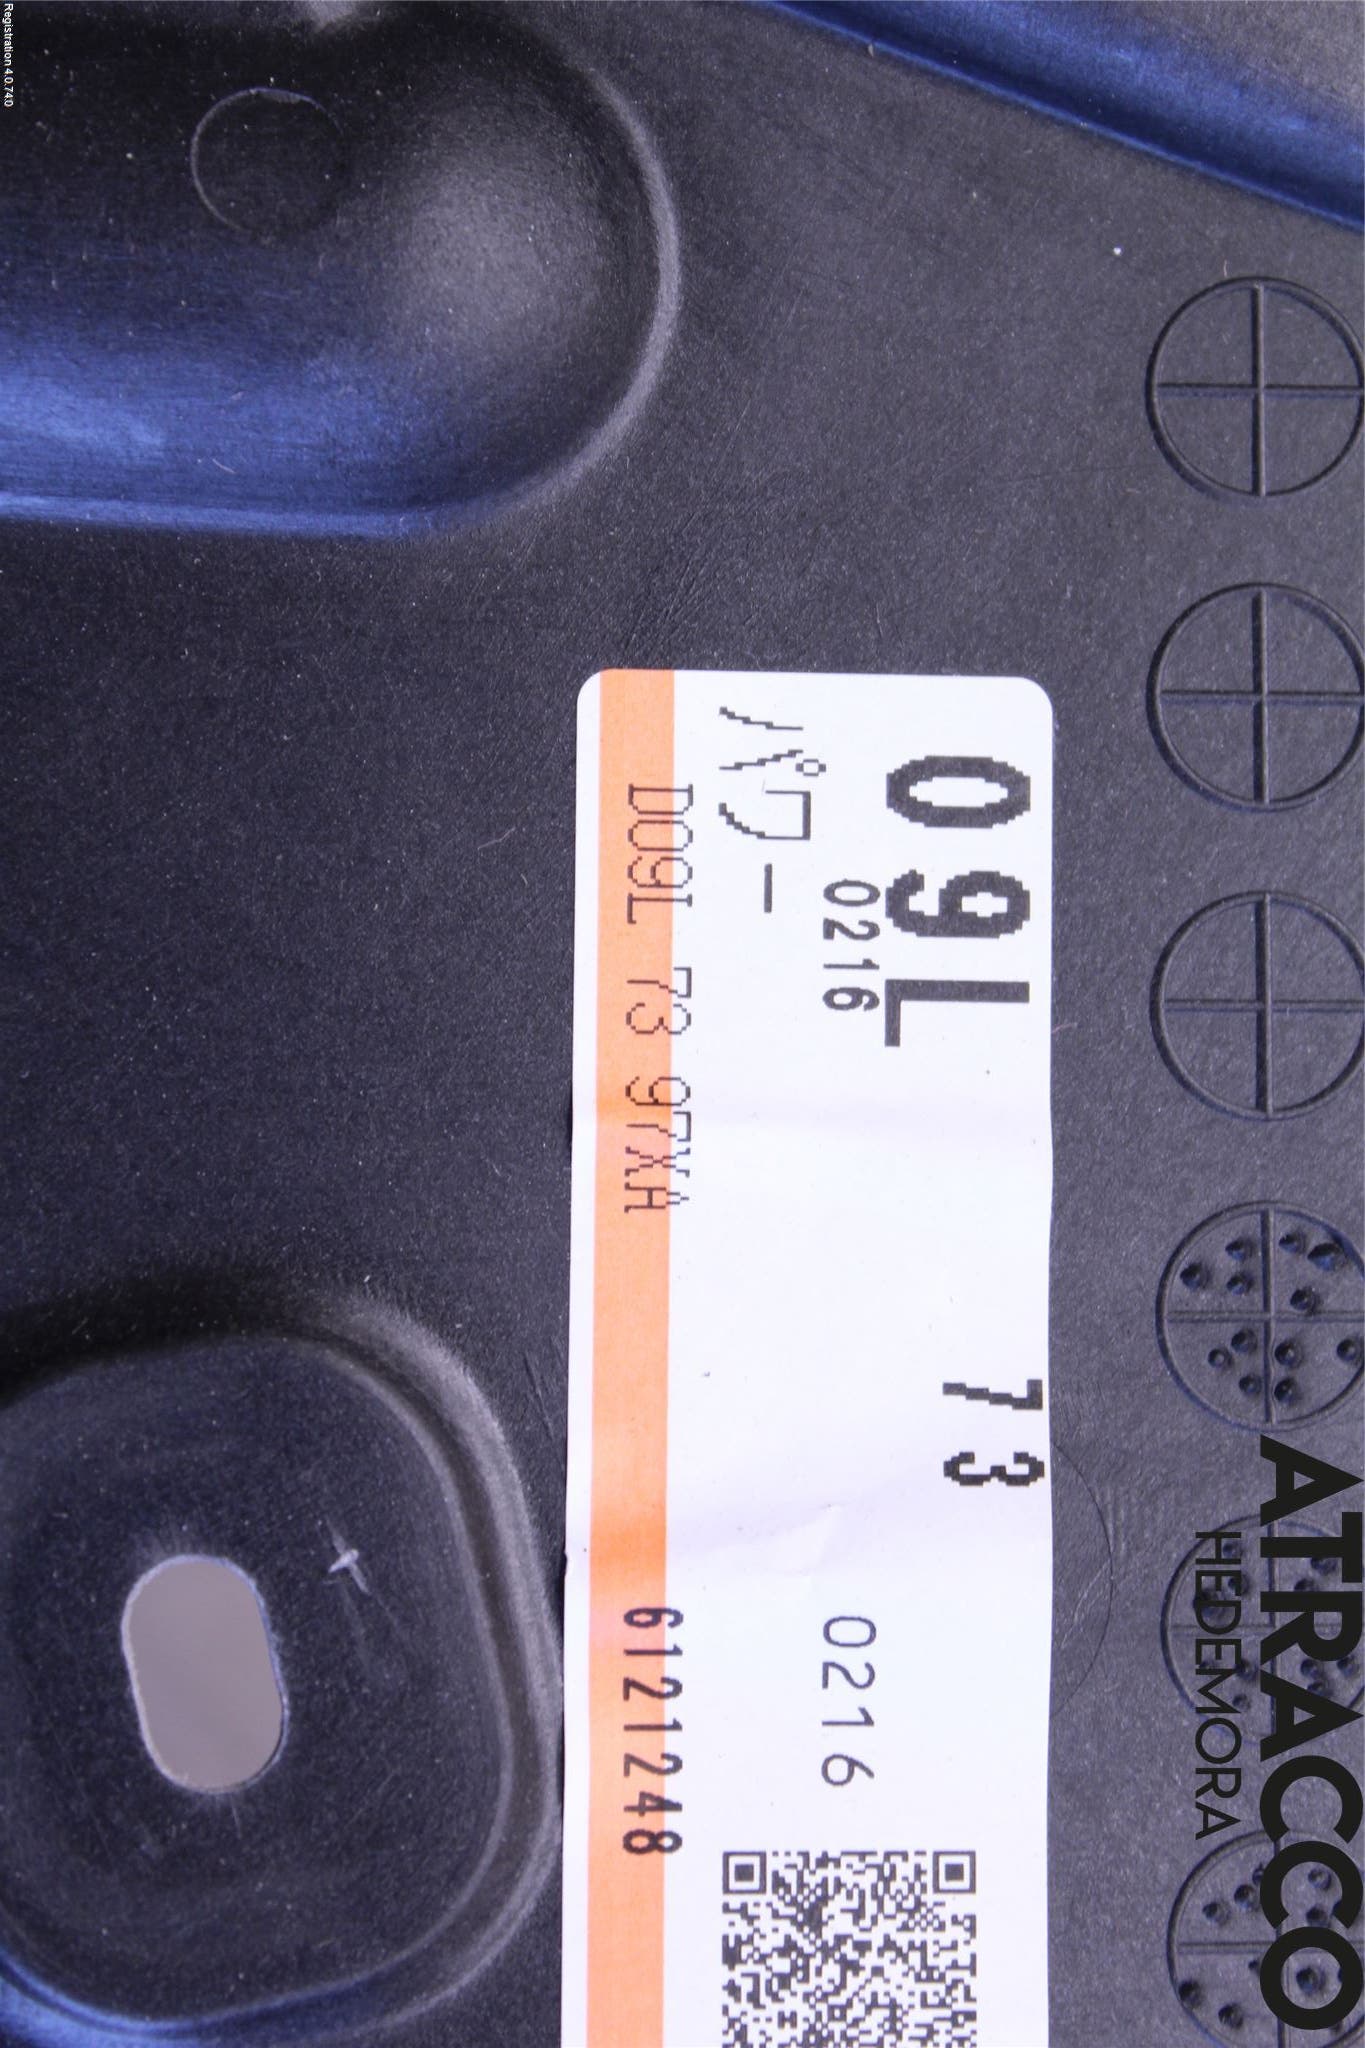 Registration 4.0.74.0
09L
73
0216
0216
パワー
D09L 73 97XA
6121248
ATRACCO
HEDEMORA